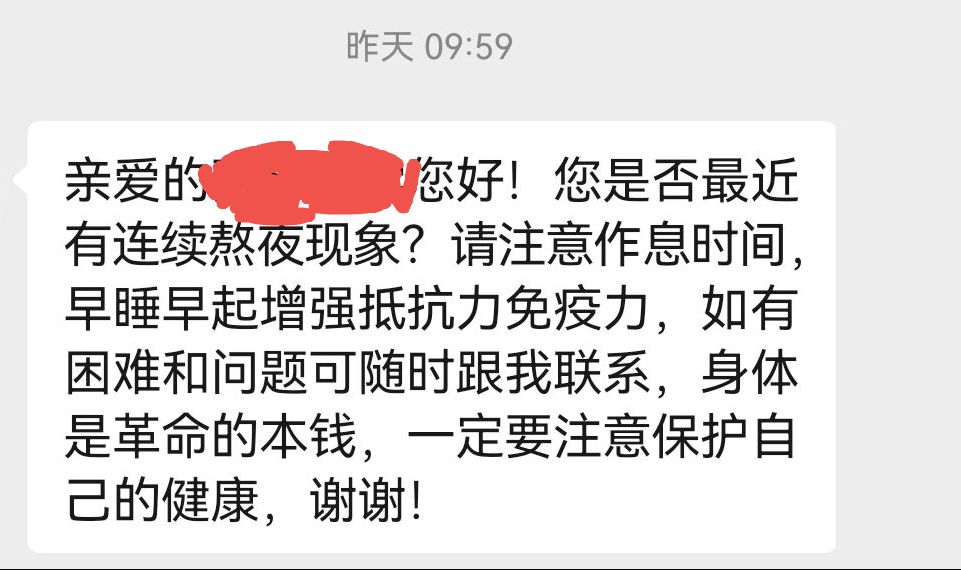 昨天 09:59
亲爱的您好！您是否最近
有连续熬夜现象？请注意作息时间，
早睡早起增强抵抗力免疫力，如有
困难和问题可随时跟我联系，身体
是革命的本钱，一定要注意保护自
己的健康，谢谢！